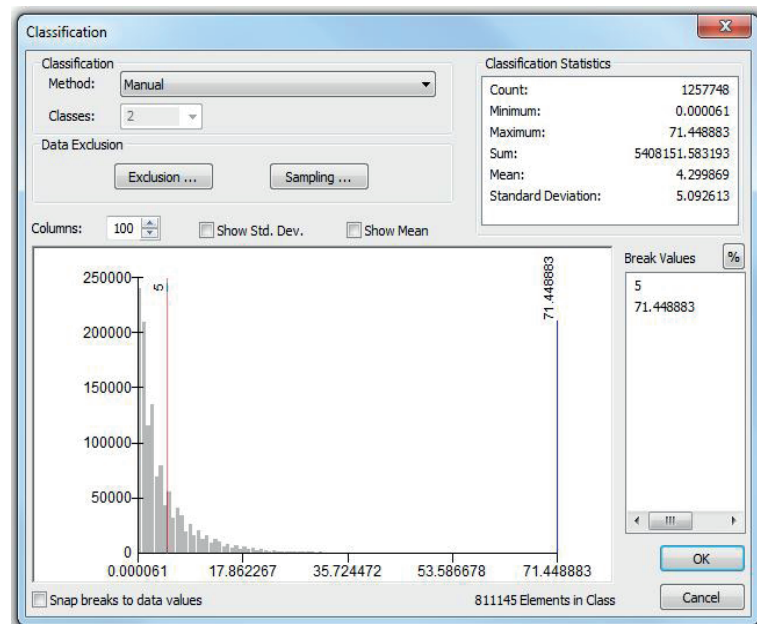 Classification
Classification
Method: Manual
Classes: 2
Data Exclusion
Exclusion ...
Sampling ...
Classification Statistics
Count: 1257748
Minimum: 0.000061
Maximum: 71.448883
Sum: 5408151.583193
Mean: 4.299869
Standard Deviation: 5.092613
Columns: 100
Show Std. Dev.
Show Mean
Break Values
%
5
71.448883
250000
200000
150000
100000
50000
0
5
71.448883
0.000061 17.862267 35.724472 53.586678 71.448883
Snap breaks to data values
811145 Elements in Class
OK
Cancel